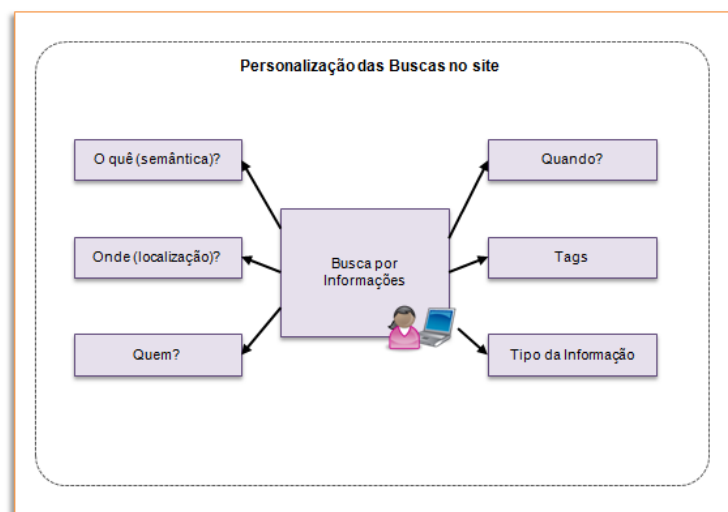 Personalização das Buscas no site
O quê (semântica)?
Quando?
Busca por
Informações
Onde (localização)?
Tags
Quem?
Tipo da Informação